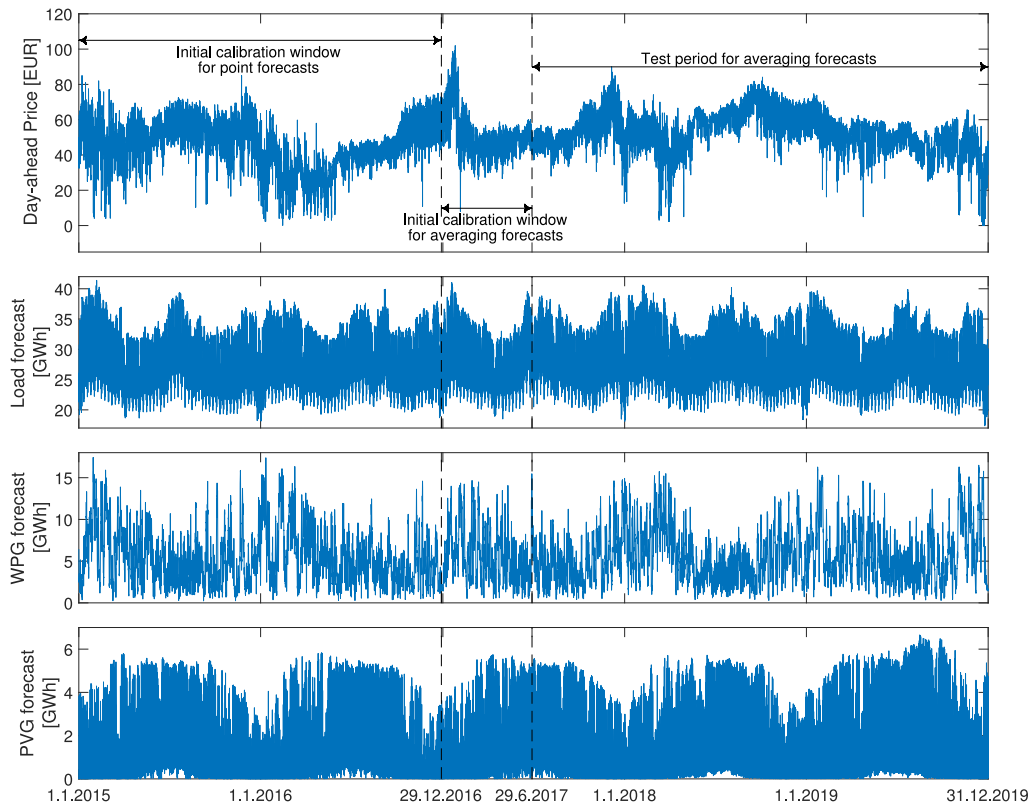 Day-ahead Price [EUR]
120
100
80
60
40
20
0
Initial calibration window
for point forecasts
Test period for averaging forecasts
Initial calibration window
for averaging forecasts
Load forecast
[GWh]
40
35
30
25
20
WPG forecast
[GWh]
15
10
5
0
PVG forecast
[GWh]
6
4
2
0
1.1.2015
1.1.2016
29.12.2016
29.6.2017
1.1.2018
1.1.2019
31.12.2019